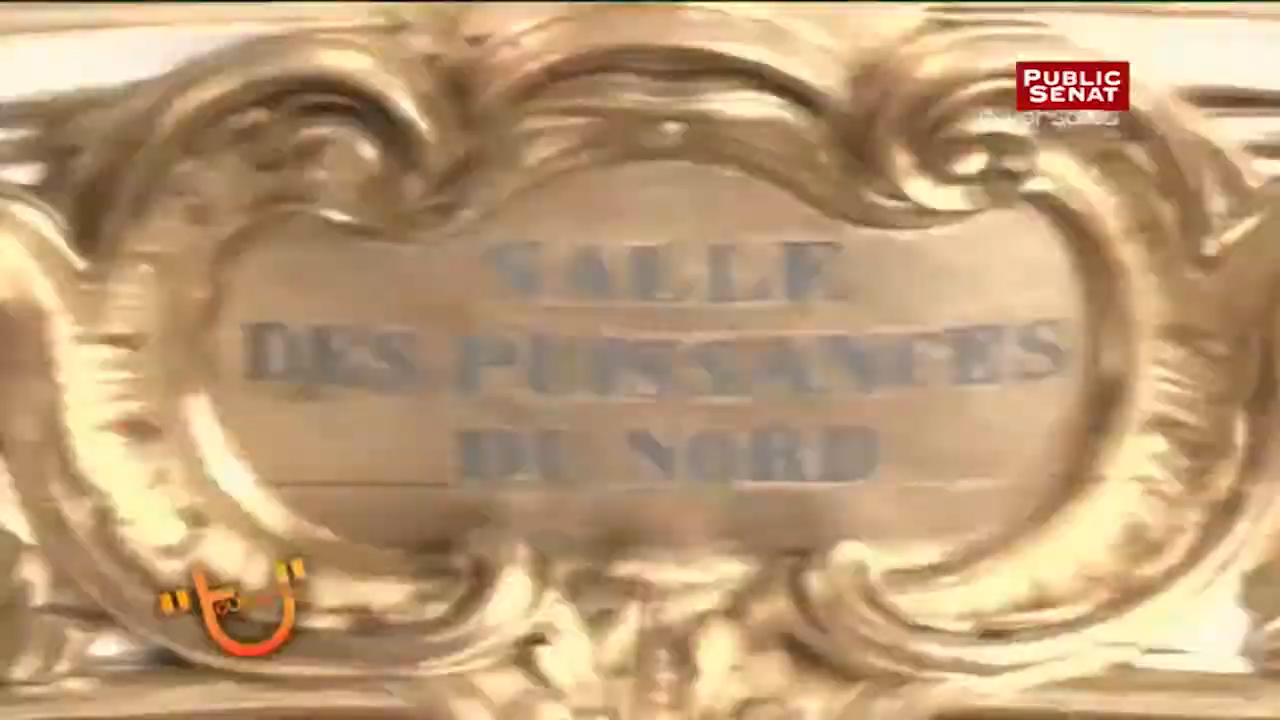 PUBLIC
SENAT
SALLE
DES PUISSANCES
DU NORD